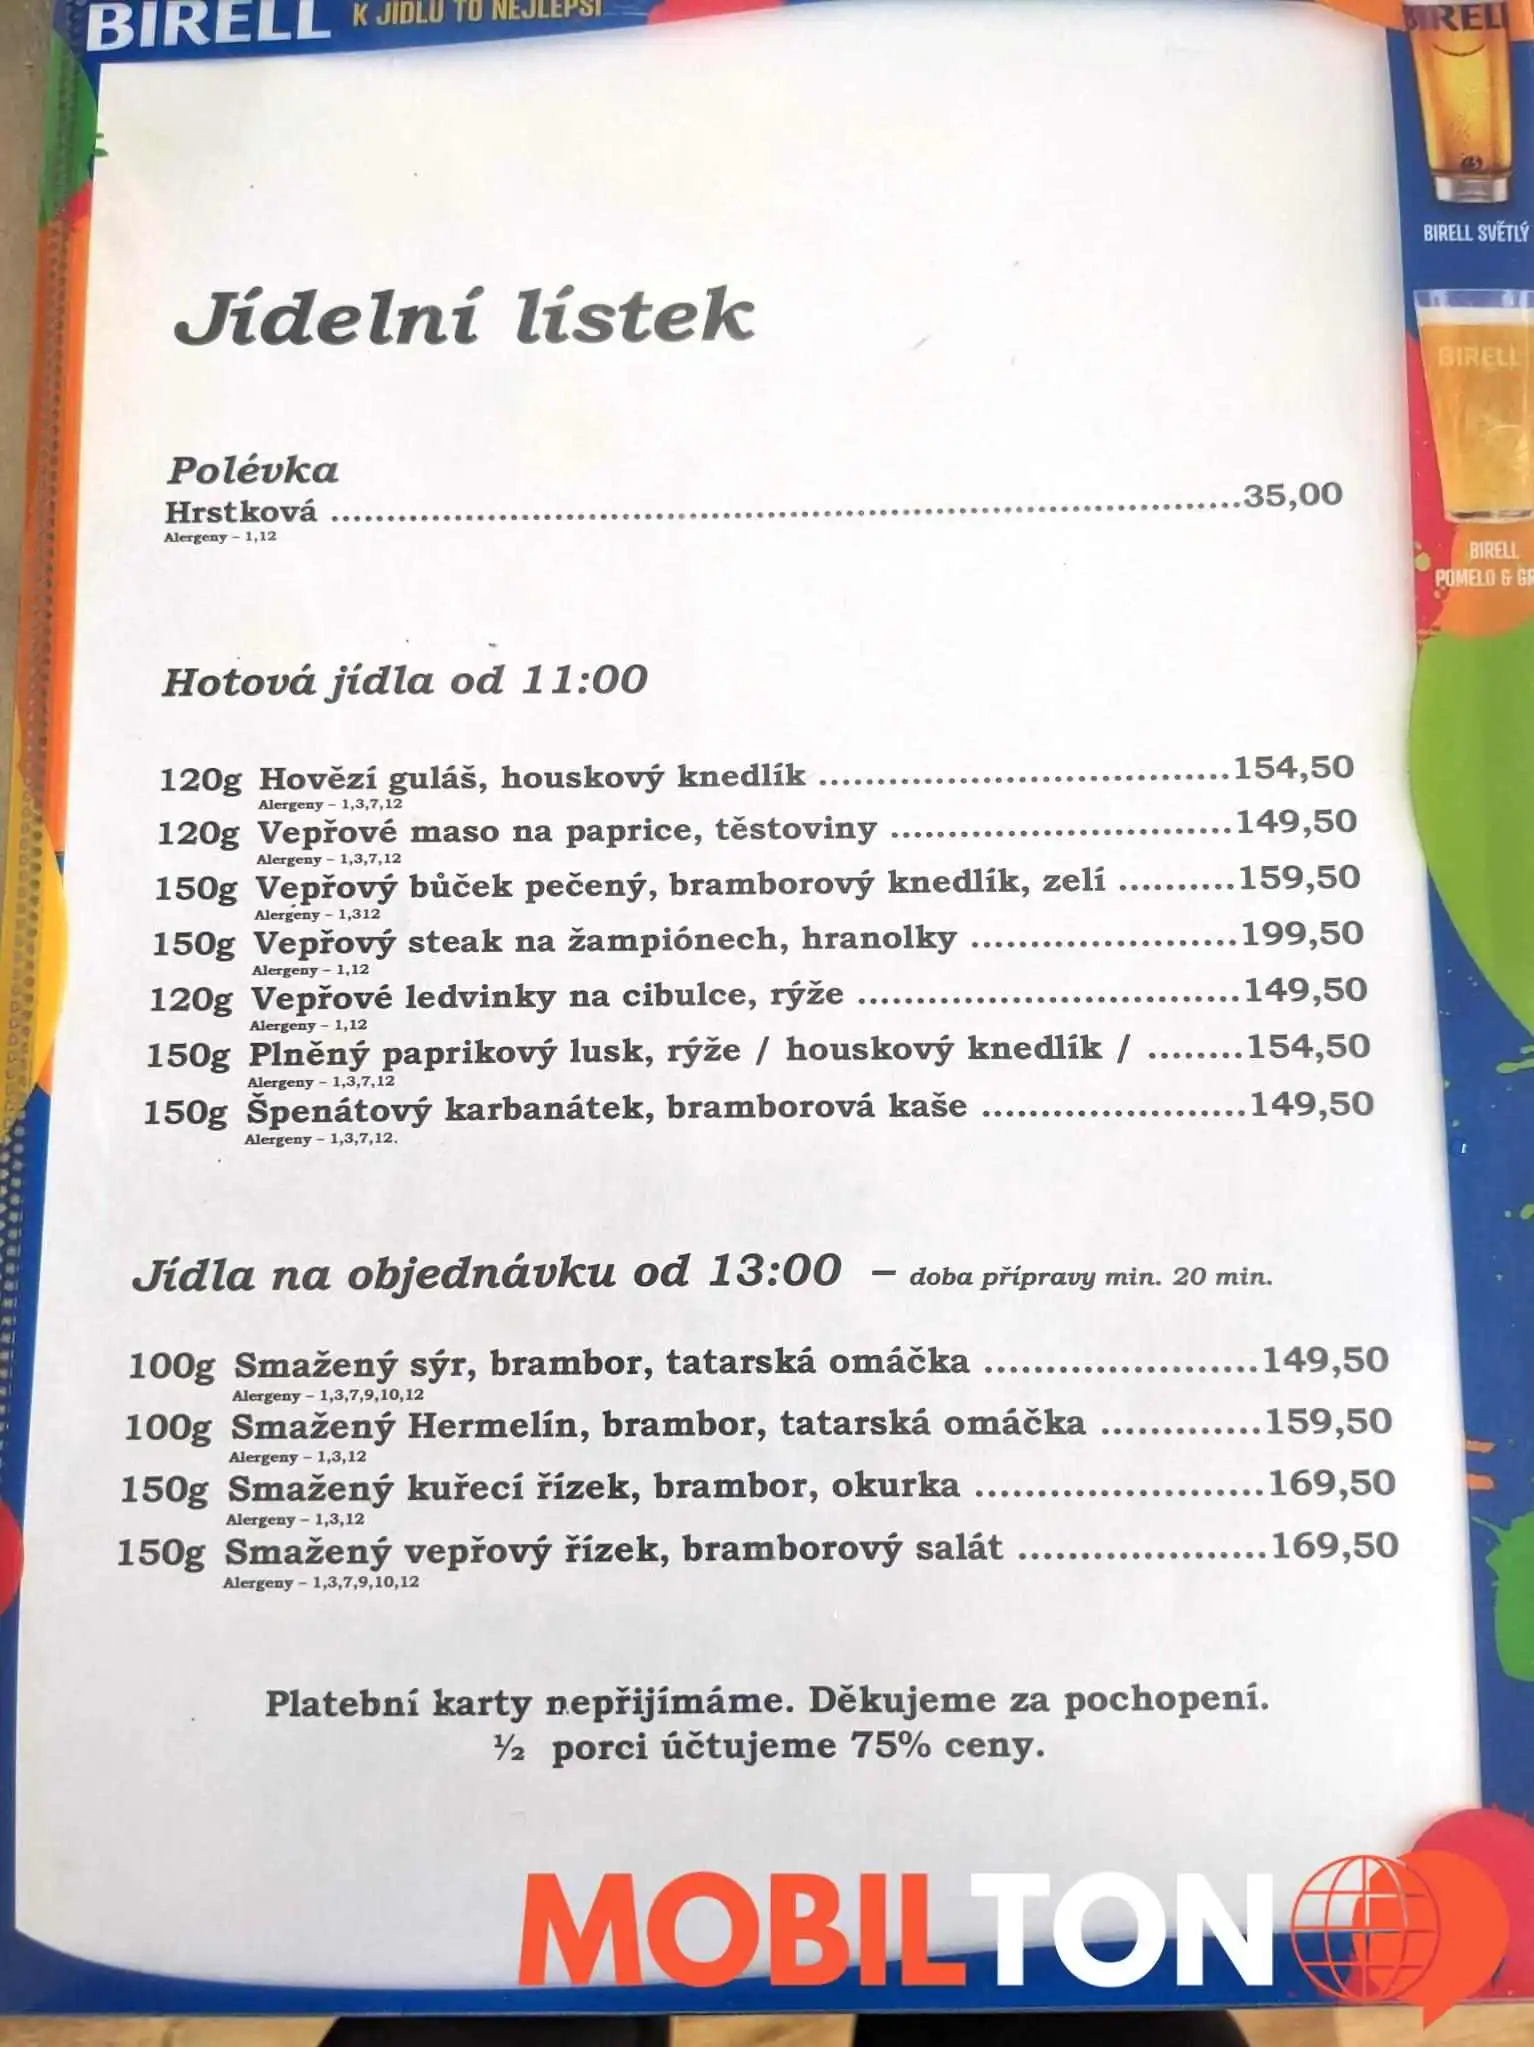 BIRELL K JÍDLU TO NEJLEPŠÍ
BIRELL
BIRELL SVĚTLÝ
BIRELL
BIRELL
POMELO & GR
Jídelní lístek
Polévka
Hrstková ........................................................................................35,00
Alergeny – 1,12
Hotová jídla od 11:00
120g Hovězí guláš, houskový knedlík ..................................154,50
Alergeny – 1,3,7,12
120g Vepřové maso na paprice, těstoviny ............................149,50
Alergeny – 1,3,7,12
150g Vepřový bůček pečený, bramborový knedlík, zelí ..........159,50
Alergeny – 1,312
150g Vepřový steak na žampiónech, hranolky ......................199,50
Alergeny – 1,12
120g Vepřové ledvinky na cibulce, rýže ................................149,50
Alergeny – 1,12
150g Plněný paprikový lusk, rýže / houskový knedlík / ........154,50
Alergeny – 1,3,7,12
150g Špenátový karbanátek, bramborová kaše ......................149,50
Alergeny – 1,3,7,12.
Jídla na objednávku od 13:00 – doba přípravy min. 20 min.
100g Smažený sýr, brambor, tatarská omáčka ......................149,50
Alergeny – 1,3,7,9,10,12
100g Smažený Hermelín, brambor, tatarská omáčka .............159,50
Alergeny – 1,3,12
150g Smažený kuřecí řízek, brambor, okurka .......................169,50
Alergeny – 1,3,12
150g Smažený vepřový řízek, bramborový salát ....................169,50
Alergeny – 1,3,7,9,10,12
Platební karty nepřijímáme. Děkujeme za pochopení.
½ porci účtujeme 75% ceny.
MOBILTON